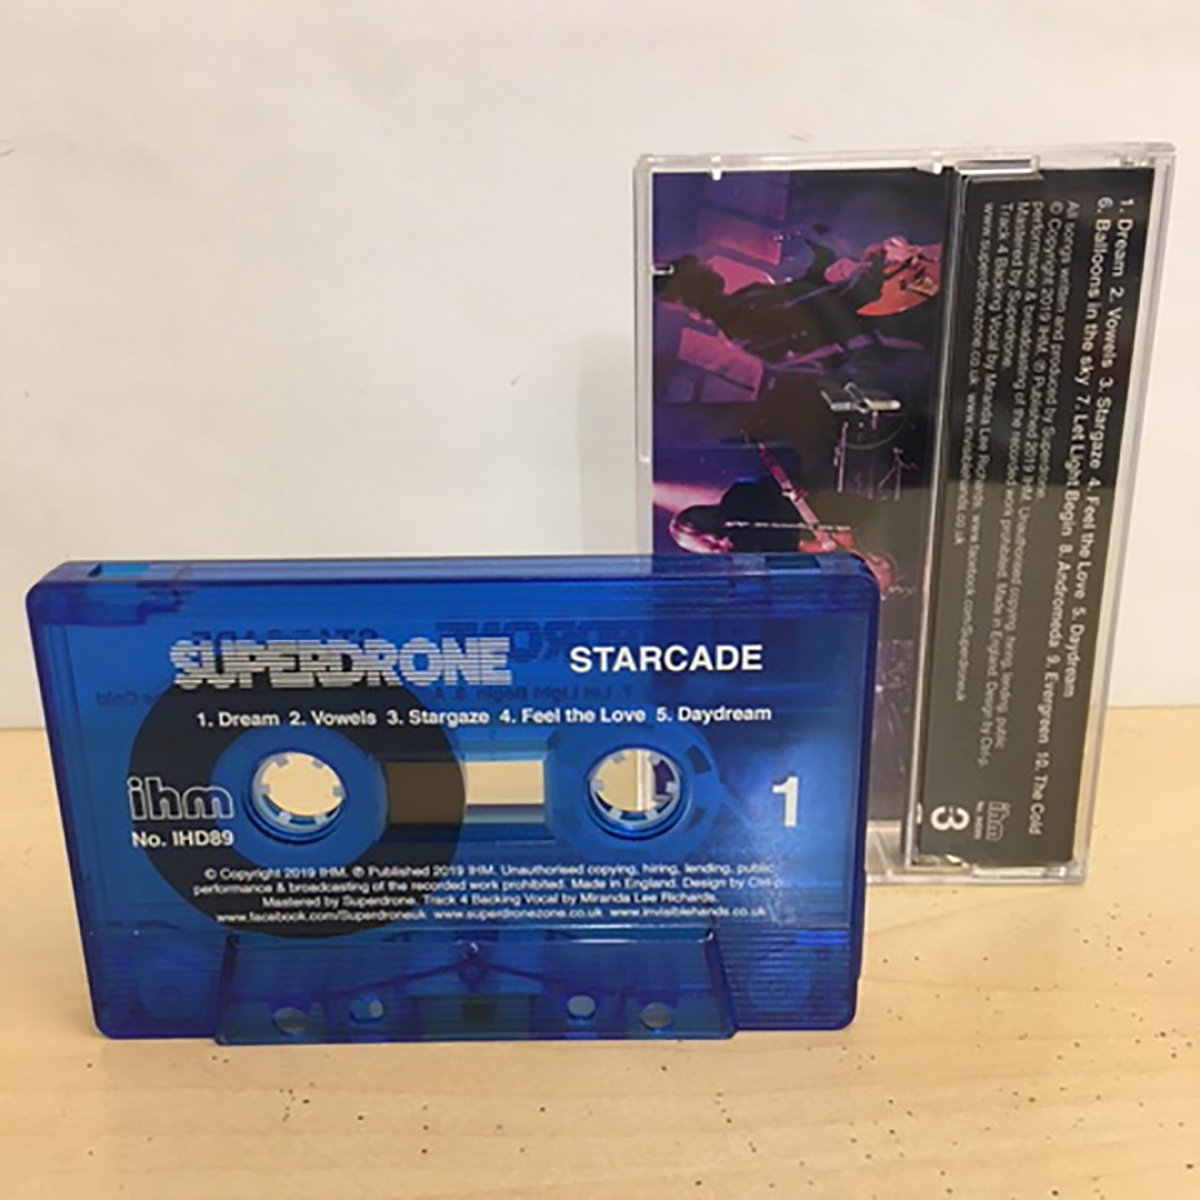 SUPERDRONE STARCADE
1. Dream 2. Vowels 3. Stargaze 4. Feel the Love 5. Daydream
ihm
No. IHD89
1
© Copyright 2019 IHM. ℗ Published 2019 IHM. Unauthorised copying, hiring, lending, public
performance & broadcasting of the recorded work prohibited. Made in England. Design by Ctrl-p.
Mastered by Superdrone. Track 4 Backing Vocal by Miranda Lee Richards.
www.facebook.com/Superdroneuk www.superdronezone.co.uk www.invisiblehands.co.uk
1. Dream 2. Vowels 3. Stargaze 4. Feel the Love 5. Daydream
6. Balloons in the sky 7. Let Light Begin 8. Andromeda 9. Evergreen 10. The Cold
All songs written and produced by Superdrone.
© Copyright 2019 IHM. ℗ Published 2019 IHM. Unauthorised copying, hiring, lending, public
performance & broadcasting of the recorded work prohibited. Made in England. Design by Ctrl-p.
Mastered by Superdrone.
Track 4 Backing Vocal by Miranda Lee Richards. www.facebook.com/Superdroneuk
www.superdronezone.co.uk www.invisiblehands.co.uk
ihm
No. IHD89
3